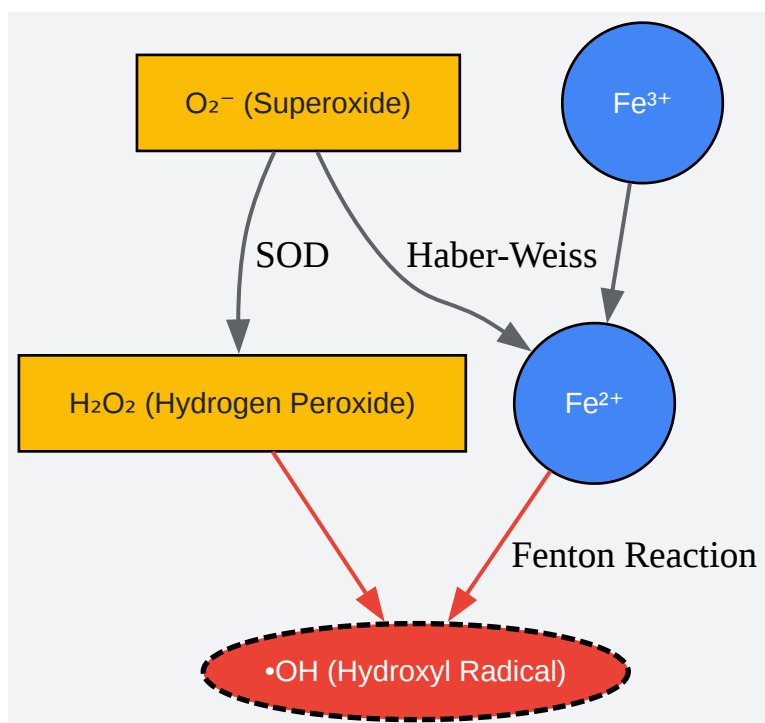 O₂⁻ (Superoxide)
Fe³⁺
SOD
Haber-Weiss
H₂O₂ (Hydrogen Peroxide)
Fe²⁺
Fenton Reaction
•OH (Hydroxyl Radical)